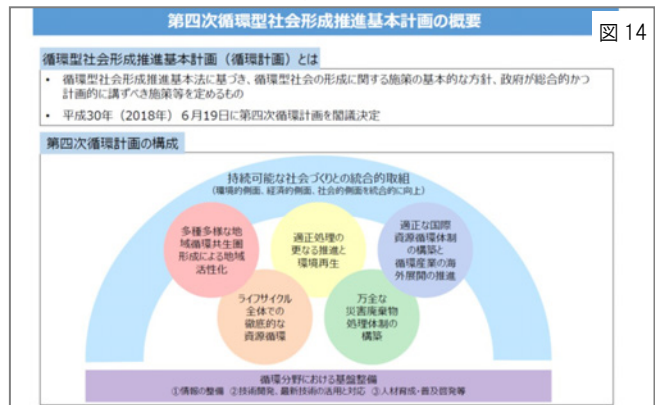 第四次循環型社会形成推進基本計画の概要
図 14
循環型社会形成推進基本計画（循環計画）とは
• 循環型社会形成推進基本法に基づき、循環型社会の形成に関する施策の基本的な方針、政府が総合的かつ
計画的に講ずべき施策等を定めるもの
• 平成30年（2018年）６月19日に第四次循環計画を閣議決定
第四次循環計画の構成
持続可能な社会づくりとの統合的取組
（環境的側面、経済的側面、社会的側面を統合的に向上）
多種多様な地
域循環共生圏
形成による地域
活性化
適正処理の
更なる推進と
環境再生
適正な国際
資源循環体制
の構築と
循環産業の海
外展開の推進
ライフサイクル
全体での
徹底的な
資源循環
万全な
災害廃棄物
処理体制の
構築
循環分野における基盤整備
①情報の整備 ②技術開発、最新技術の活用と対応 ③人材育成・普及啓発等